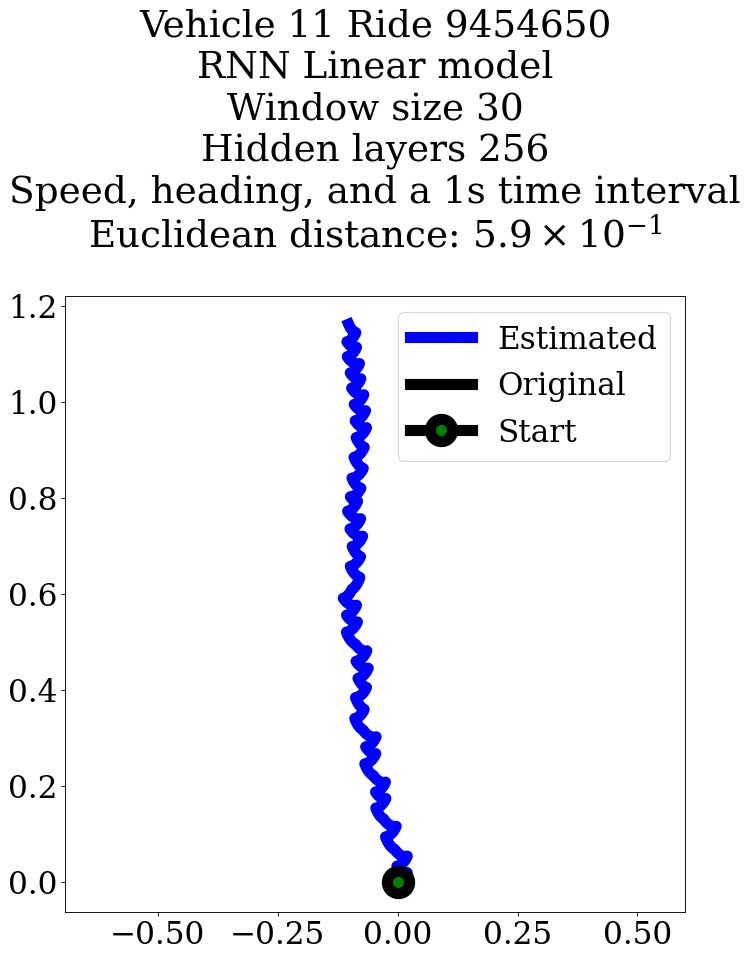 Vehicle 11 Ride 9454650
RNN Linear model
Window size 30
Hidden layers 256
Speed, heading, and a 1s time interval
Euclidean distance: 5.9 × 10⁻¹
1.2
1.0
0.8
0.6
0.4
0.2
0.0
Estimated
Original
Start
−0.50
−0.25
0.00
0.25
0.50